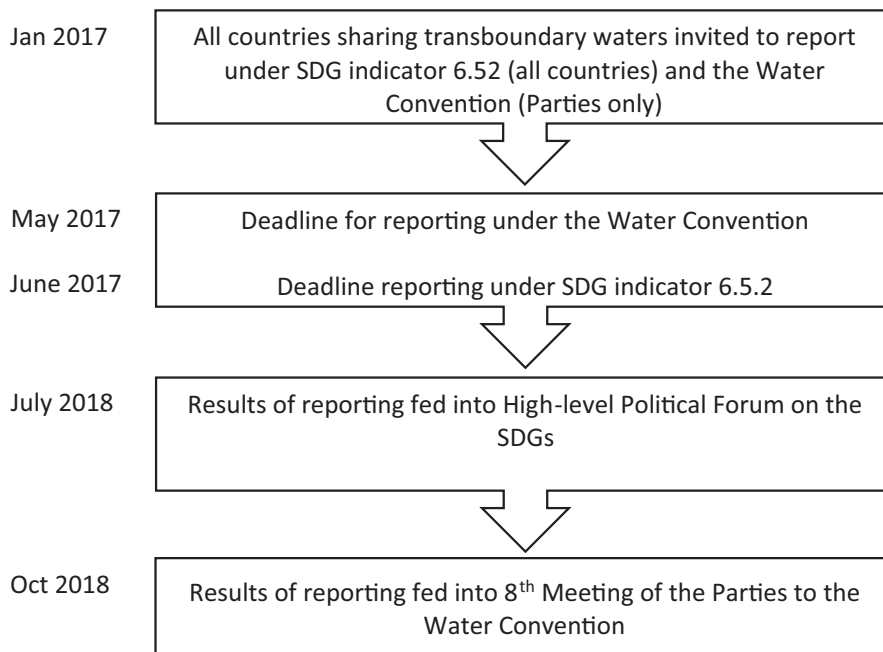 Jan 2017
All countries sharing transboundary waters invited to report
under SDG indicator 6.52 (all countries) and the Water
Convention (Parties only)
May 2017
Deadline for reporting under the Water Convention
June 2017
Deadline reporting under SDG indicator 6.5.2
July 2018
Results of reporting fed into High-level Political Forum on the
SDGs
Oct 2018
Results of reporting fed into 8th Meeting of the Parties to the
Water Convention